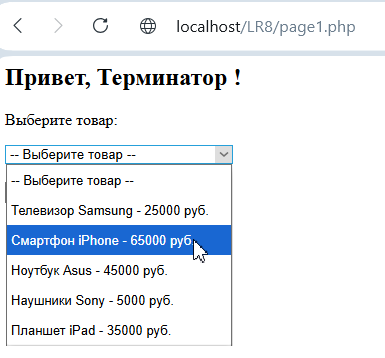 localhost/LR8/page1.php
Привет, Терминатор !
Выберите товар:
-- Выберите товар --
-- Выберите товар --
Телевизор Samsung - 25000 руб.
Смартфон iPhone - 65000 руб.
Ноутбук Asus - 45000 руб.
Наушники Sony - 5000 руб.
Планшет iPad - 35000 руб.